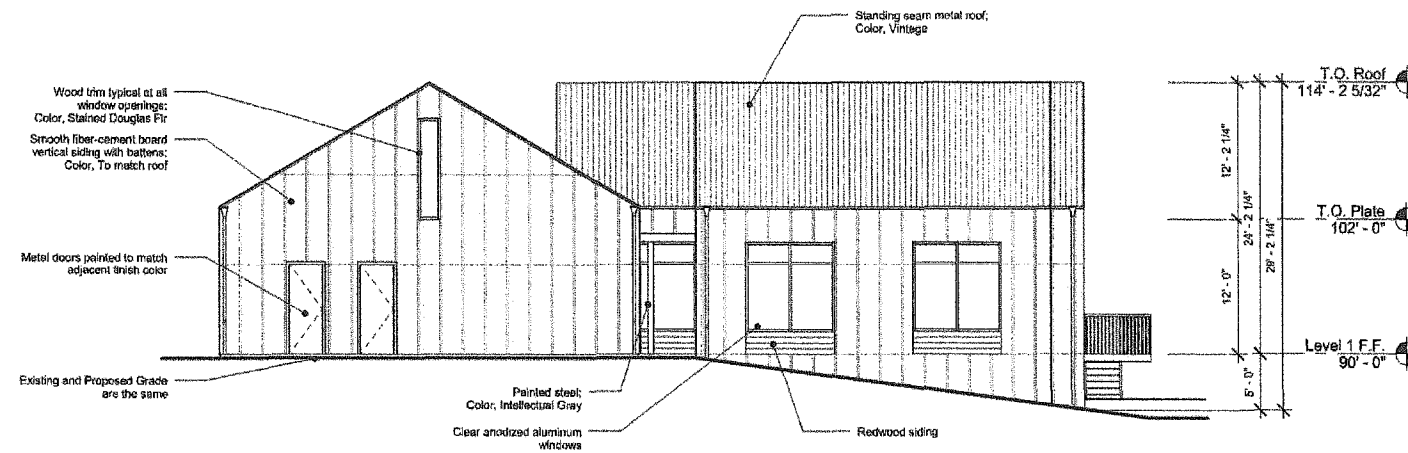 Standing seam metal roof;
Color, Vintage
Wood trim typical at all
window openings;
Color, Stained Douglas Fir
Smooth fiber-cement board
vertical siding with battens;
Color, To match roof
Metal doors painted to match
adjacent finish color
Existing and Proposed Grade
are the same
Painted steel;
Color, Intellectual Gray
Clear anodized aluminum
windows
Redwood siding
T.O. Roof
114' - 2 5/32"
T.O. Plate
102' - 0"
Level 1 F.F.
90' - 0"
12' - 2 1/4"
12' - 0"
5' - 0"
24' - 2 1/4"
29' - 2 1/4"